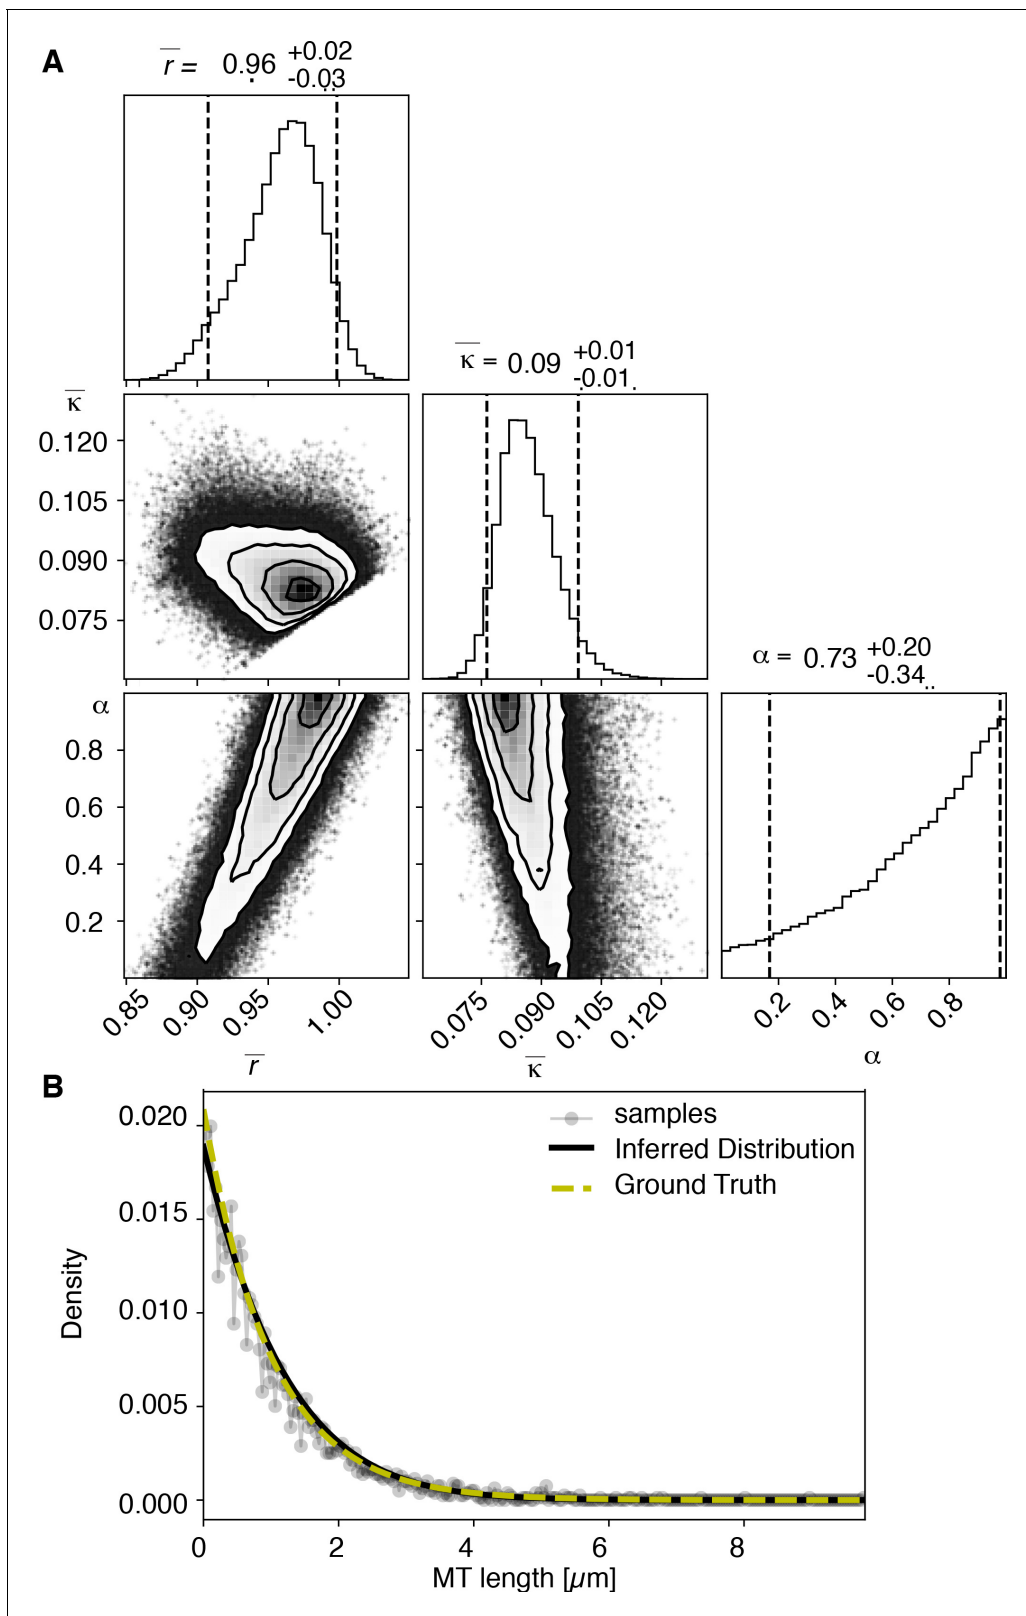 A
r = 0.96 +0.02 -0.03
κ = 0.09 +0.01 -0.01
κ
0.120
0.105
0.090
0.075
α = 0.73 +0.20 -0.34
α
0.8
0.6
0.4
0.2
0.85 0.90 0.95 1.00 0.075 0.090 0.105 0.120 0.2 0.4 0.6 0.8
r κ α
B
samples
Inferred Distribution
Ground Truth
0.020
0.015
0.010
0.005
0.000
Density
0 2 4 6 8
MT length [μm]